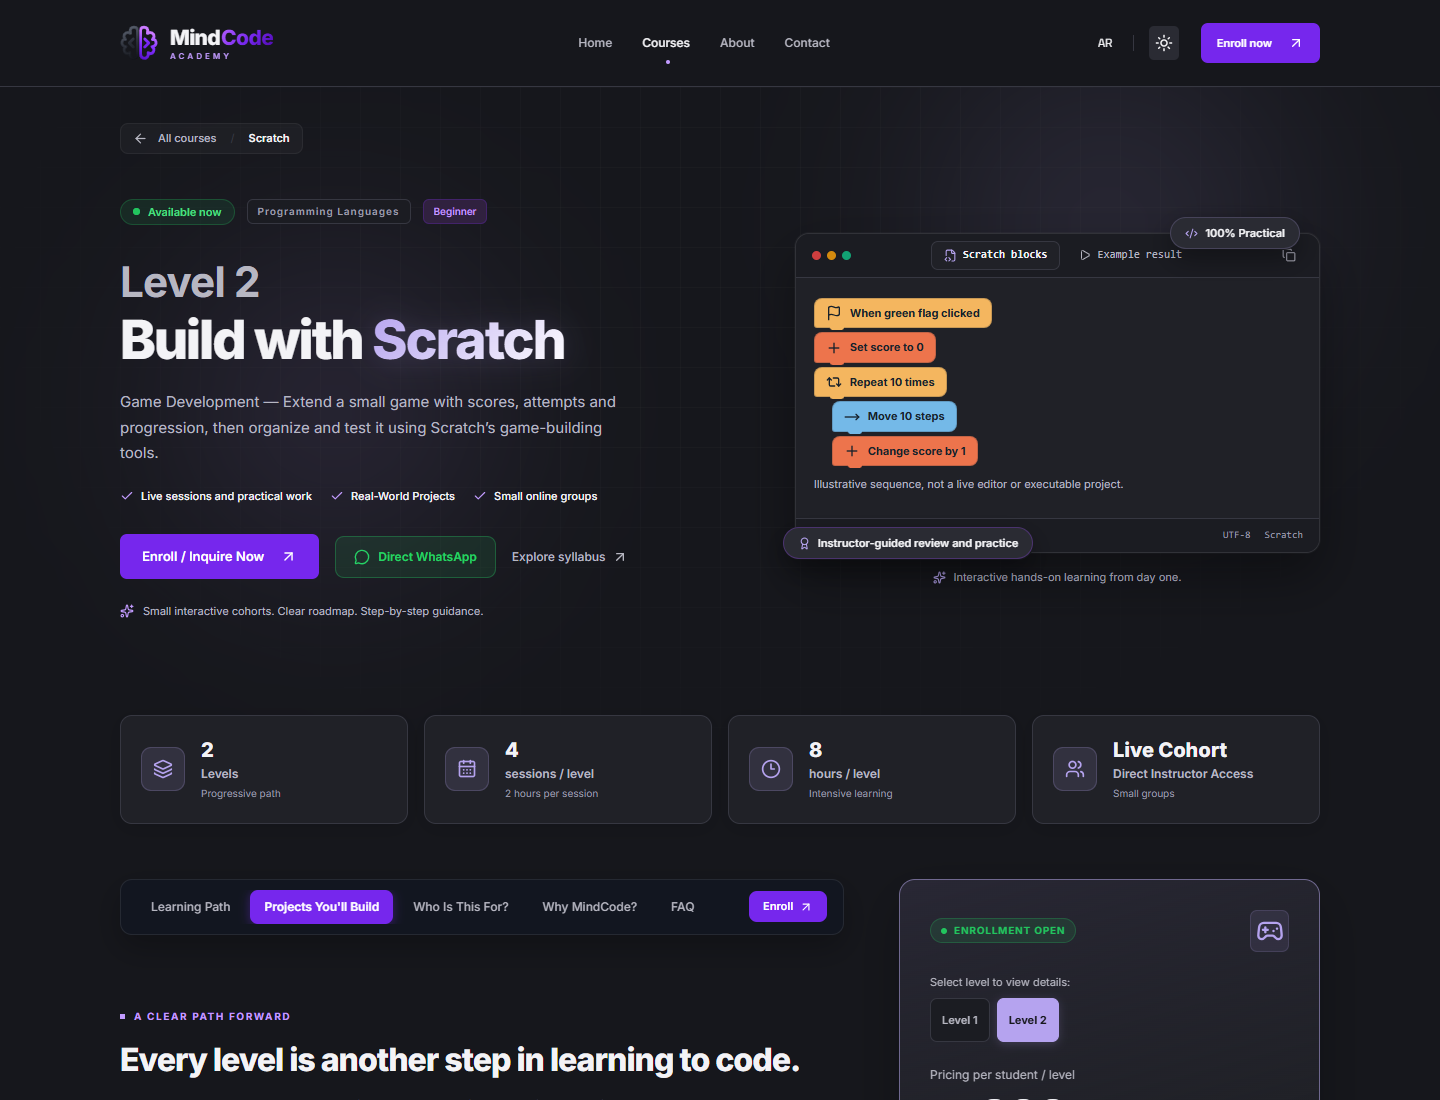 MindCode
ACADEMY
Home
Courses
About
Contact
AR
Enroll now
All courses / Scratch
Available now
Programming Languages
Beginner
Level 2
Build with Scratch
Game Development — Extend a small game with scores, attempts and
progression, then organize and test it using Scratch’s game-building
tools.
Live sessions and practical work
Real-World Projects
Small online groups
Enroll / Inquire Now
Direct WhatsApp
Explore syllabus
Small interactive cohorts. Clear roadmap. Step-by-step guidance.
100% Practical
Scratch blocks
Example result
When green flag clicked
Set score to 0
Repeat 10 times
Move 10 steps
Change score by 1
Illustrative sequence, not a live editor or executable project.
UTF-8
Scratch
Instructor-guided review and practice
Interactive hands-on learning from day one.
2
Levels
Progressive path
4
sessions / level
2 hours per session
8
hours / level
Intensive learning
Live Cohort
Direct Instructor Access
Small groups
Learning Path
Projects You'll Build
Who Is This For?
Why MindCode?
FAQ
Enroll
A CLEAR PATH FORWARD
Every level is another step in learning to code.
ENROLLMENT OPEN
Select level to view details:
Level 1
Level 2
Pricing per student / level